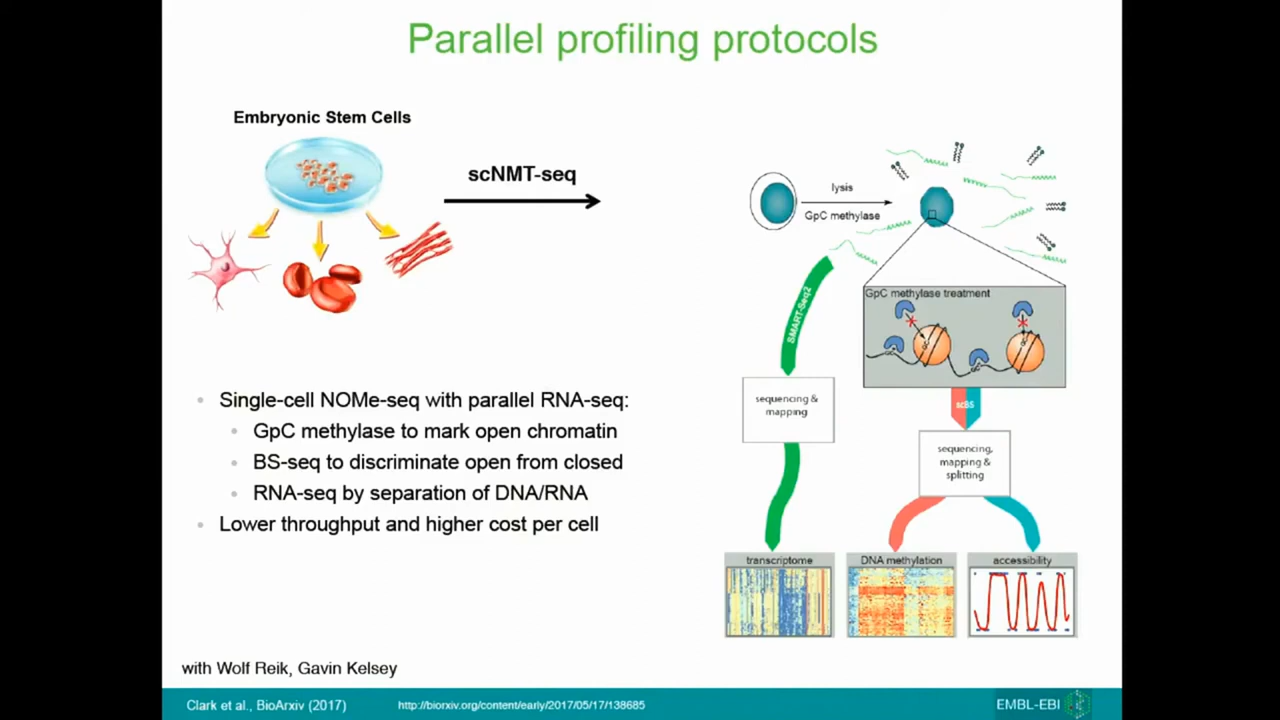 Parallel profiling protocols
Embryonic Stem Cells
scNMT-seq
lysis
GpC methylase
SMART-Seq2
GpC methylase treatment
GC
GC
sequencing &
mapping
scBS
sequencing,
mapping &
splitting
transcriptome
DNA methylation
accessibility
Single-cell NOMe-seq with parallel RNA-seq:
GpC methylase to mark open chromatin
BS-seq to discriminate open from closed
RNA-seq by separation of DNA/RNA
Lower throughput and higher cost per cell
with Wolf Reik, Gavin Kelsey
Clark et al., BioArxiv (2017)
http://biorxiv.org/content/early/2017/05/17/138685
EMBL-EBI